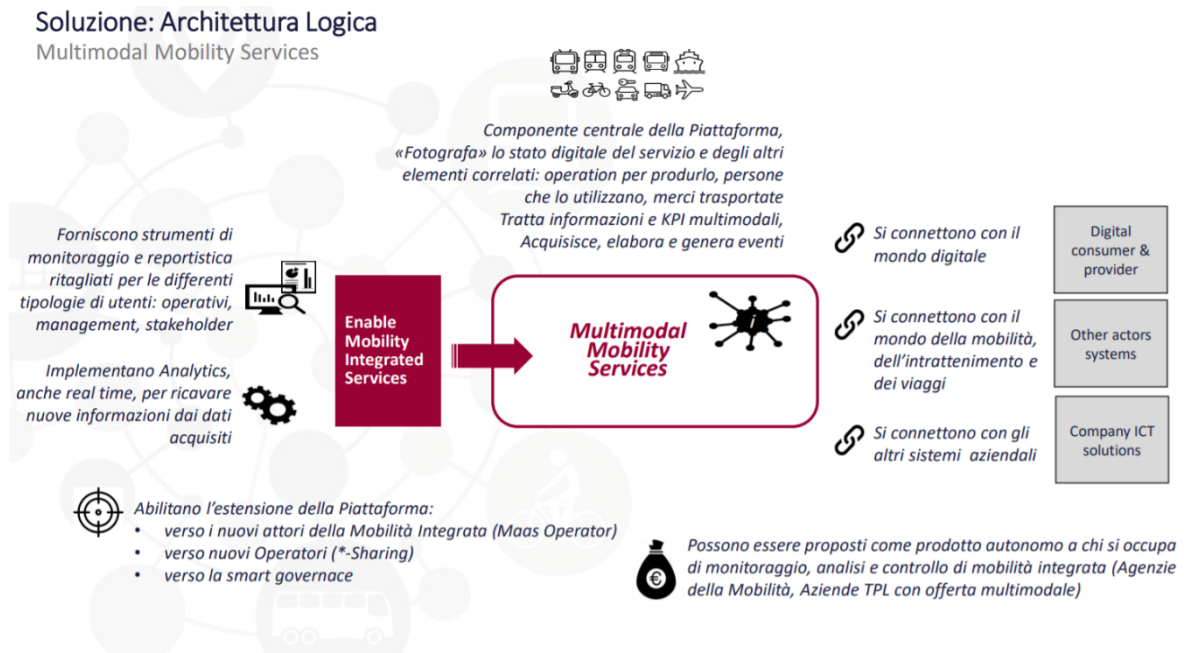 Soluzione: Architettura Logica
Multimodal Mobility Services
Componente centrale della Piattaforma,
«Fotografa» lo stato digitale del servizio e degli altri
elementi correlati: operation per produrlo, persone
che lo utilizzano, merci trasportate
Tratta informazioni e KPI multimodali,
Acquisisce, elabora e genera eventi
Forniscono strumenti di
monitoraggio e reportistica
ritagliati per le differenti
tipologie di utenti: operativi,
management, stakeholder
Implementano Analytics,
anche real time, per ricavare
nuove informazioni dai dati
acquisiti
Enable
Mobility
Integrated
Services
Multimodal
Mobility
Services
i
Si connettono con il
mondo digitale
Digital
consumer &
provider
Si connettono con il
mondo della mobilità,
dell'intrattenimento e
dei viaggi
Other actors
systems
Si connettono con gli
altri sistemi aziendali
Company ICT
solutions
Abilitano l'estensione della Piattaforma:
• verso i nuovi attori della Mobilità Integrata (Maas Operator)
• verso nuovi Operatori (*-Sharing)
• verso la smart governace
€
Possono essere proposti come prodotto autonomo a chi si occupa
di monitoraggio, analisi e controllo di mobilità integrata (Agenzie
della Mobilità, Aziende TPL con offerta multimodale)